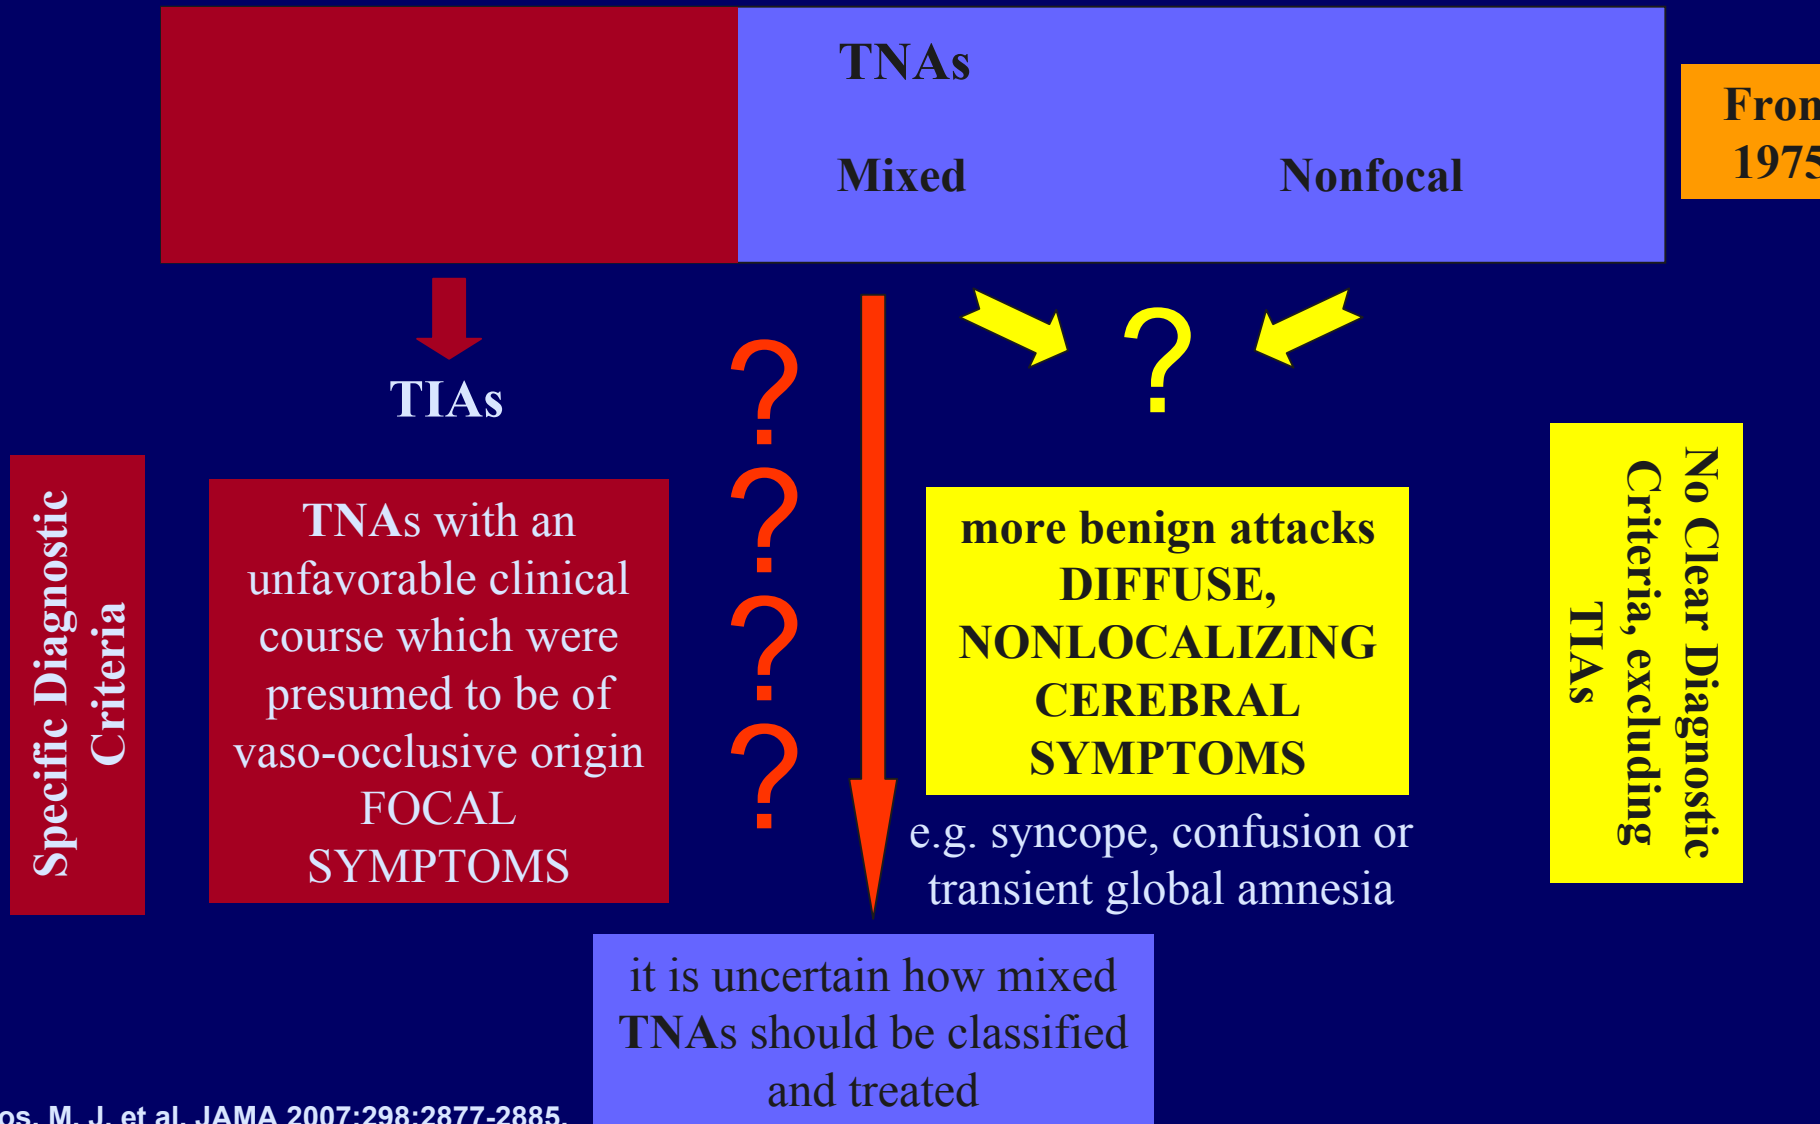 TNAs
Mixed
Nonfocal
1975
TIAs
?
?
?
?
?
Specific Diagnostic
Criteria
TNAs with an
unfavorable clinical
course which were
presumed to be of
vaso-occlusive origin
FOCAL
SYMPTOMS
more benign attacks
DIFFUSE,
NONLOCALIZING
CEREBRAL
SYMPTOMS
e.g. syncope, confusion or
transient global amnesia
No Clear Diagnostic
Criteria, excluding
TIAs
it is uncertain how mixed
TNAs should be classified
and treated
M. J. et al. JAMA 2007;298:2877-2885.